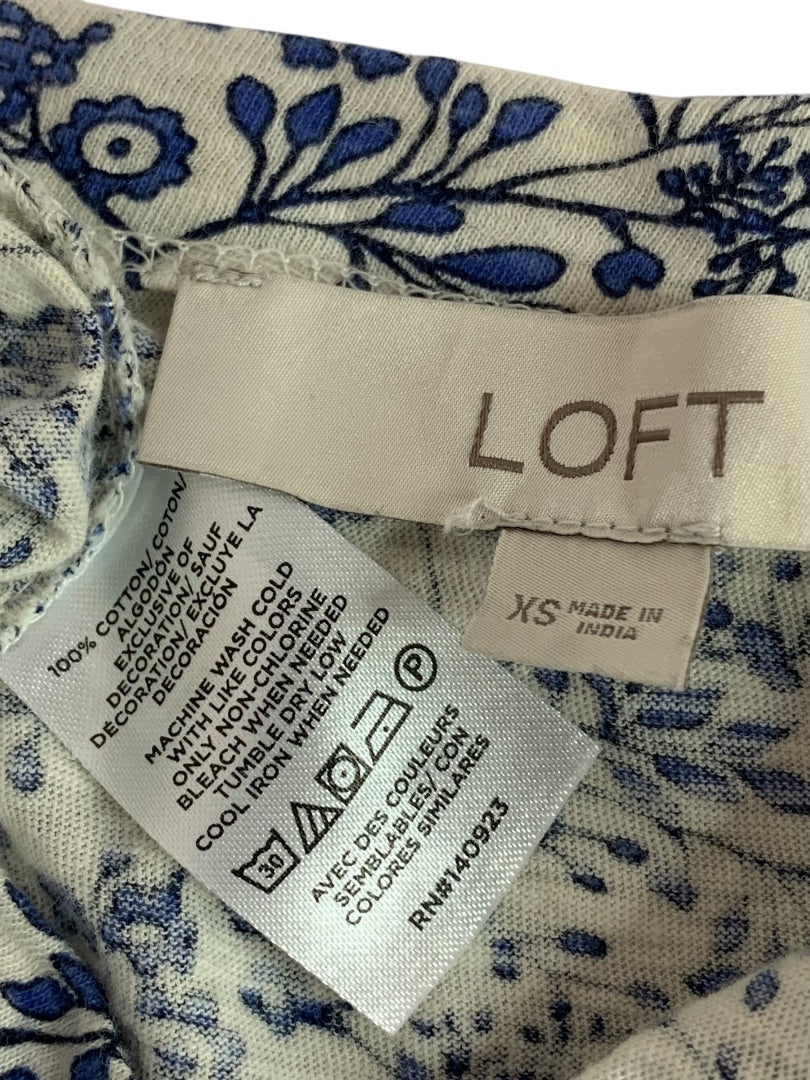 LOFT
XS MADE IN
INDIA
100% COTTON/ COTON/
ALGODÓN
EXCLUSIVE OF
DECORATION/ SAUF
DÉCORATION/ EXCLUYE LA
DECORACIÓN
MACHINE WASH COLD
WITH LIKE COLORS
ONLY NON-CHLORINE
BLEACH WHEN NEEDED
TUMBLE DRY LOW
COOL IRON WHEN NEEDED
30 P
AVEC DES COULEURS
SEMBLABLES/ CON
COLORES SIMILARES
RN#140923